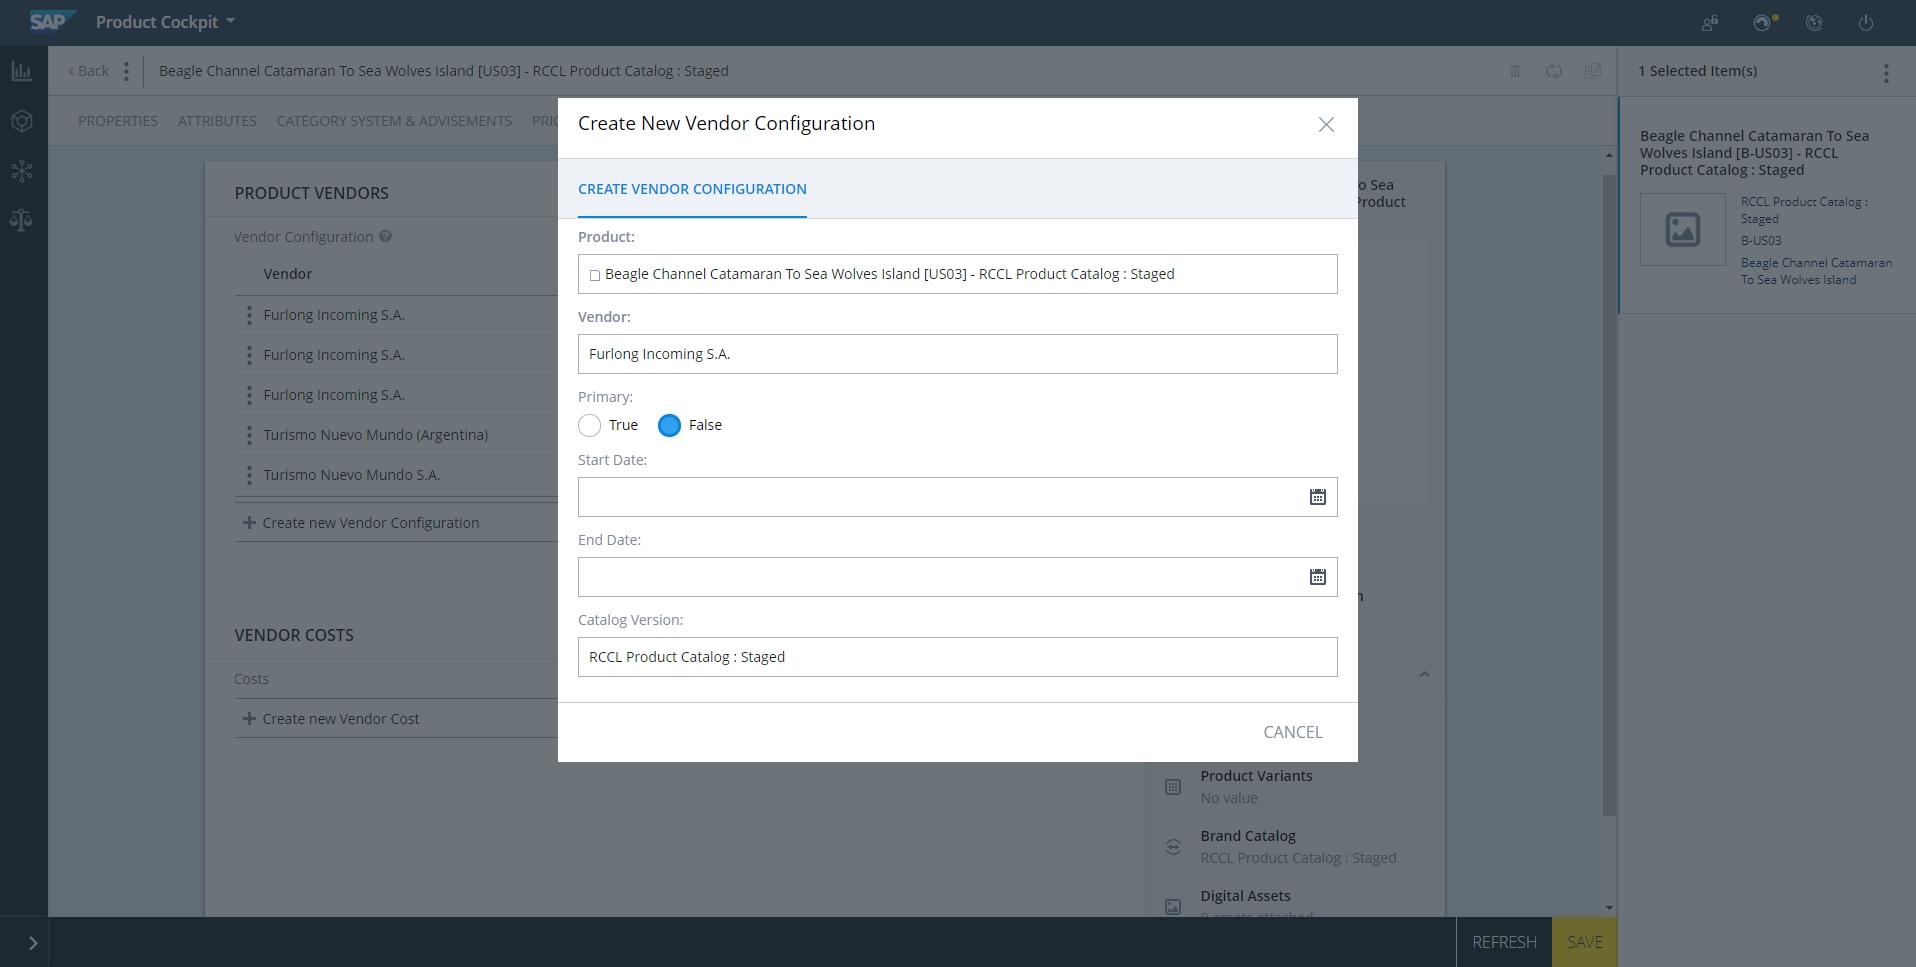 SAP Product Cockpit
Back
Beagle Channel Catamaran To Sea Wolves Island [US03] - RCCL Product Catalog : Staged
1 Selected Item(s)
PROPERTIES ATTRIBUTES CATEGORY SYSTEM & ADVISEMENTS
PRODUCT VENDORS
Vendor Configuration
Vendor
Furlong Incoming S.A.
Furlong Incoming S.A.
Furlong Incoming S.A.
Turismo Nuevo Mundo (Argentina)
Turismo Nuevo Mundo S.A.
Create new Vendor Configuration
VENDOR COSTS
Costs
Create new Vendor Cost
Create New Vendor Configuration
CREATE VENDOR CONFIGURATION
Product:
Beagle Channel Catamaran To Sea Wolves Island [US03] - RCCL Product Catalog : Staged
Vendor:
Furlong Incoming S.A.
Primary:
True False
Start Date:
End Date:
Catalog Version:
RCCL Product Catalog : Staged
CANCEL
To Sea
Product
Product Variants
No value
Brand Catalog
RCCL Product Catalog : Staged
Digital Assets
0 assets attached
Beagle Channel Catamaran To Sea
Wolves Island [B-US03] - RCCL
Product Catalog : Staged
RCCL Product Catalog :
Staged
B-US03
Beagle Channel Catamaran
To Sea Wolves Island
REFRESH SAVE